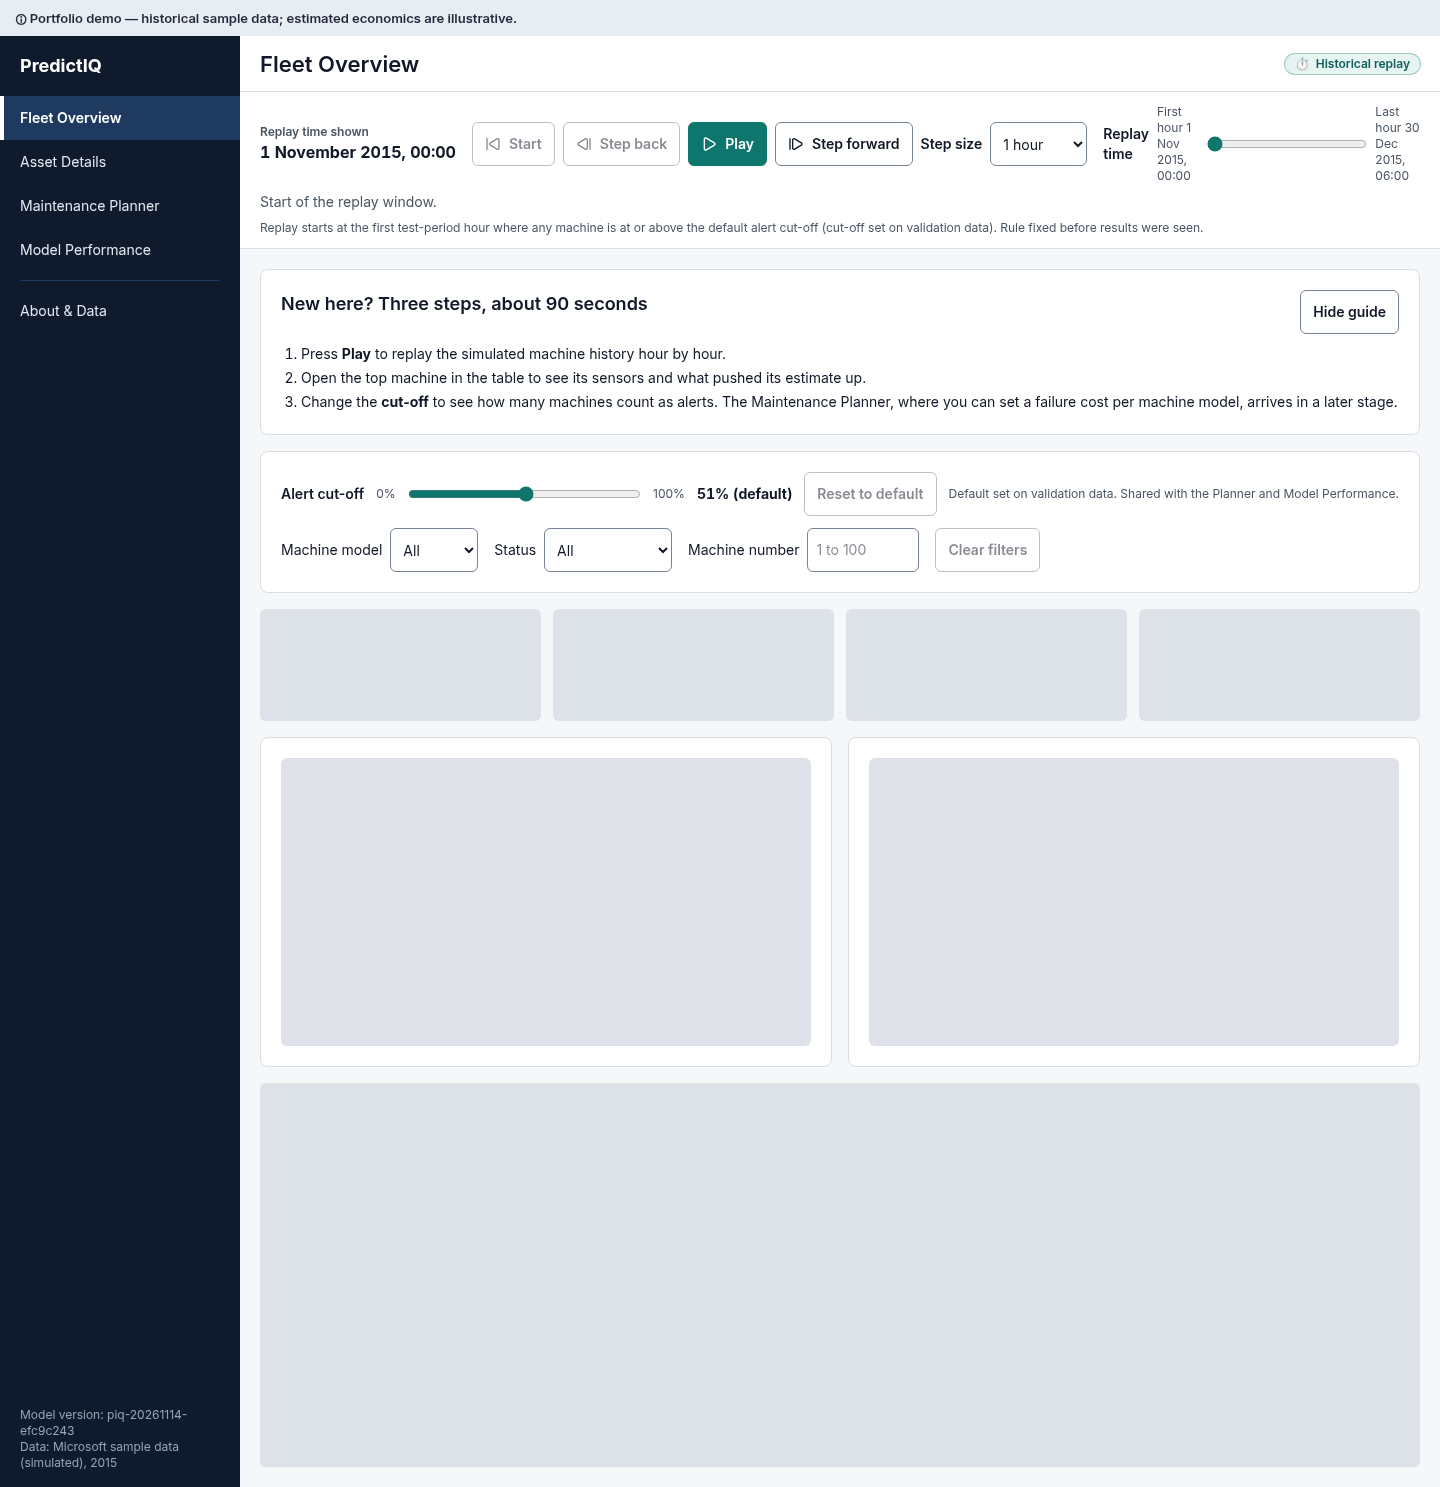 Portfolio demo — historical sample data; estimated economics are illustrative.
PredictIQ
Fleet Overview
Asset Details
Maintenance Planner
Model Performance
About & Data
Model version: piq-20261114-
efc9c243
Data: Microsoft sample data
(simulated), 2015
Fleet Overview
Historical replay
Replay time shown
1 November 2015, 00:00
Start
Step back
Play
Step forward
Step size
1 hour
Replay
time
First
hour 1
Nov
2015,
00:00
Last
hour 30
Dec
2015,
06:00
Start of the replay window.
Replay starts at the first test-period hour where any machine is at or above the default alert cut-off (cut-off set on validation data). Rule fixed before results were seen.
New here? Three steps, about 90 seconds
Hide guide
1. Press Play to replay the simulated machine history hour by hour.
2. Open the top machine in the table to see its sensors and what pushed its estimate up.
3. Change the cut-off to see how many machines count as alerts. The Maintenance Planner, where you can set a failure cost per machine model, arrives in a later stage.
Alert cut-off 0% 100% 51% (default) Reset to default Default set on validation data. Shared with the Planner and Model Performance.
Machine model All Status All Machine number 1 to 100 Clear filters